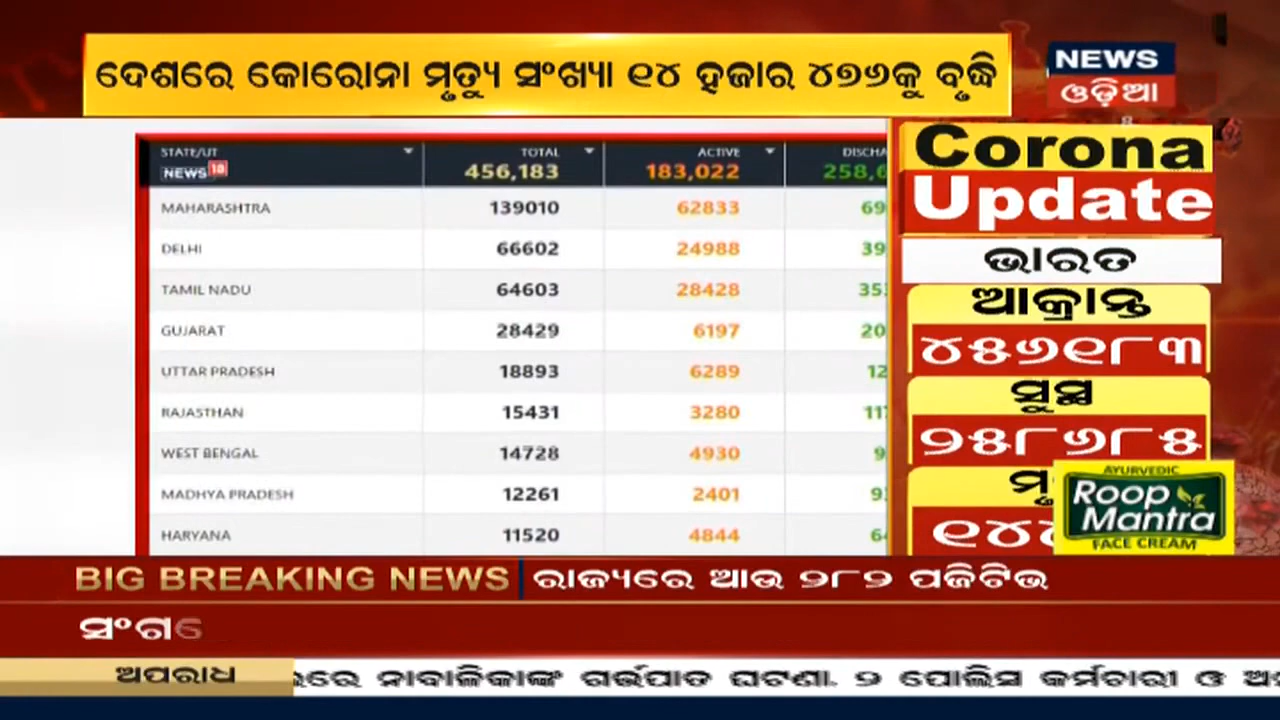 ଦେଶରେ କୋରୋନା ମୃତ୍ୟୁ ସଂଖ୍ୟା ୧୪ ହଜାର ୪୭୬କୁ ବୃଦ୍ଧି
NEWS
ଓଡ଼ିଆ
STATE/UT TOTAL ACTIVE
NEWS18 456,183 183,022
MAHARASHTRA 139010 62833
DELHI 66602 24988
TAMIL NADU 64603 28428
GUJARAT 28429 6197
UTTAR PRADESH 18893 6289
RAJASTHAN 15431 3280
WEST BENGAL 14728 4930
MADHYA PRADESH 12261 2401
HARYANA 11520 4844
Corona
Update
ଭାରତ
ଆକ୍ରାନ୍ତ
୪୫୬୧୮୩
ସୁସ୍ଥ
୨୫୮୬୮୫
AYURVEDIC
Roop
Mantra
FACE CREAM
BIG BREAKING NEWS ରାଜ୍ୟରେ ଆଉ ୨୮୨ ପଜିଟିଭ
ଅପରାଧ ନାବାଳିକାଙ୍କ ଗର୍ଭପାତ ଘଟଣା. ୨ ପୋଲିସ କର୍ମଚାରୀ ଓ